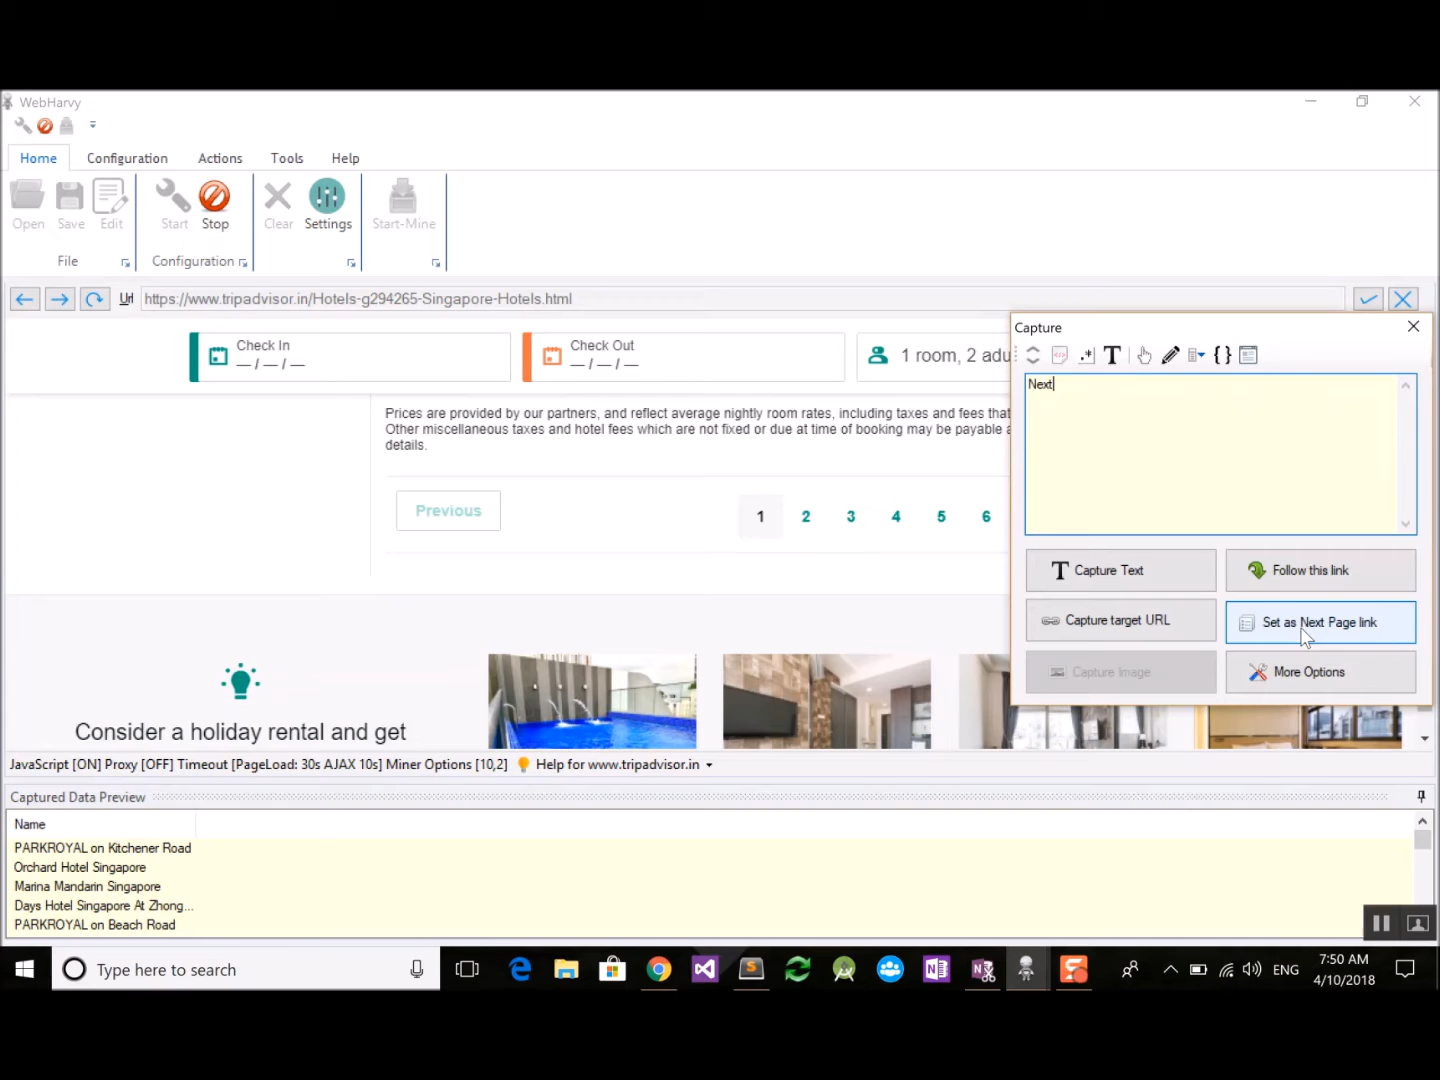 WebHarvy
Home Configuration Actions Tools Help
Open Save Edit Start Stop Clear Settings Start-Mine
File Configuration
Url https://www.tripadvisor.in/Hotels-g294265-Singapore-Hotels.html
Check In
— / — / —
Check Out
— / — / —
1 room, 2 adu
Capture
.*
T
{ }
Next
Prices are provided by our partners, and reflect average nightly room rates, including taxes and fees that
Other miscellaneous taxes and hotel fees which are not fixed or due at time of booking may be payable a
details.
Previous 1 2 3 4 5 6
T Capture Text Follow this link
Capture target URL Set as Next Page link
Capture Image More Options
Consider a holiday rental and get
JavaScript [ON] Proxy [OFF] Timeout [PageLoad: 30s AJAX 10s] Miner Options [10,2] Help for www.tripadvisor.in
Captured Data Preview
Name
PARKROYAL on Kitchener Road
Orchard Hotel Singapore
Marina Mandarin Singapore
Days Hotel Singapore At Zhong...
PARKROYAL on Beach Road
Type here to search
ENG
7:50 AM
4/10/2018